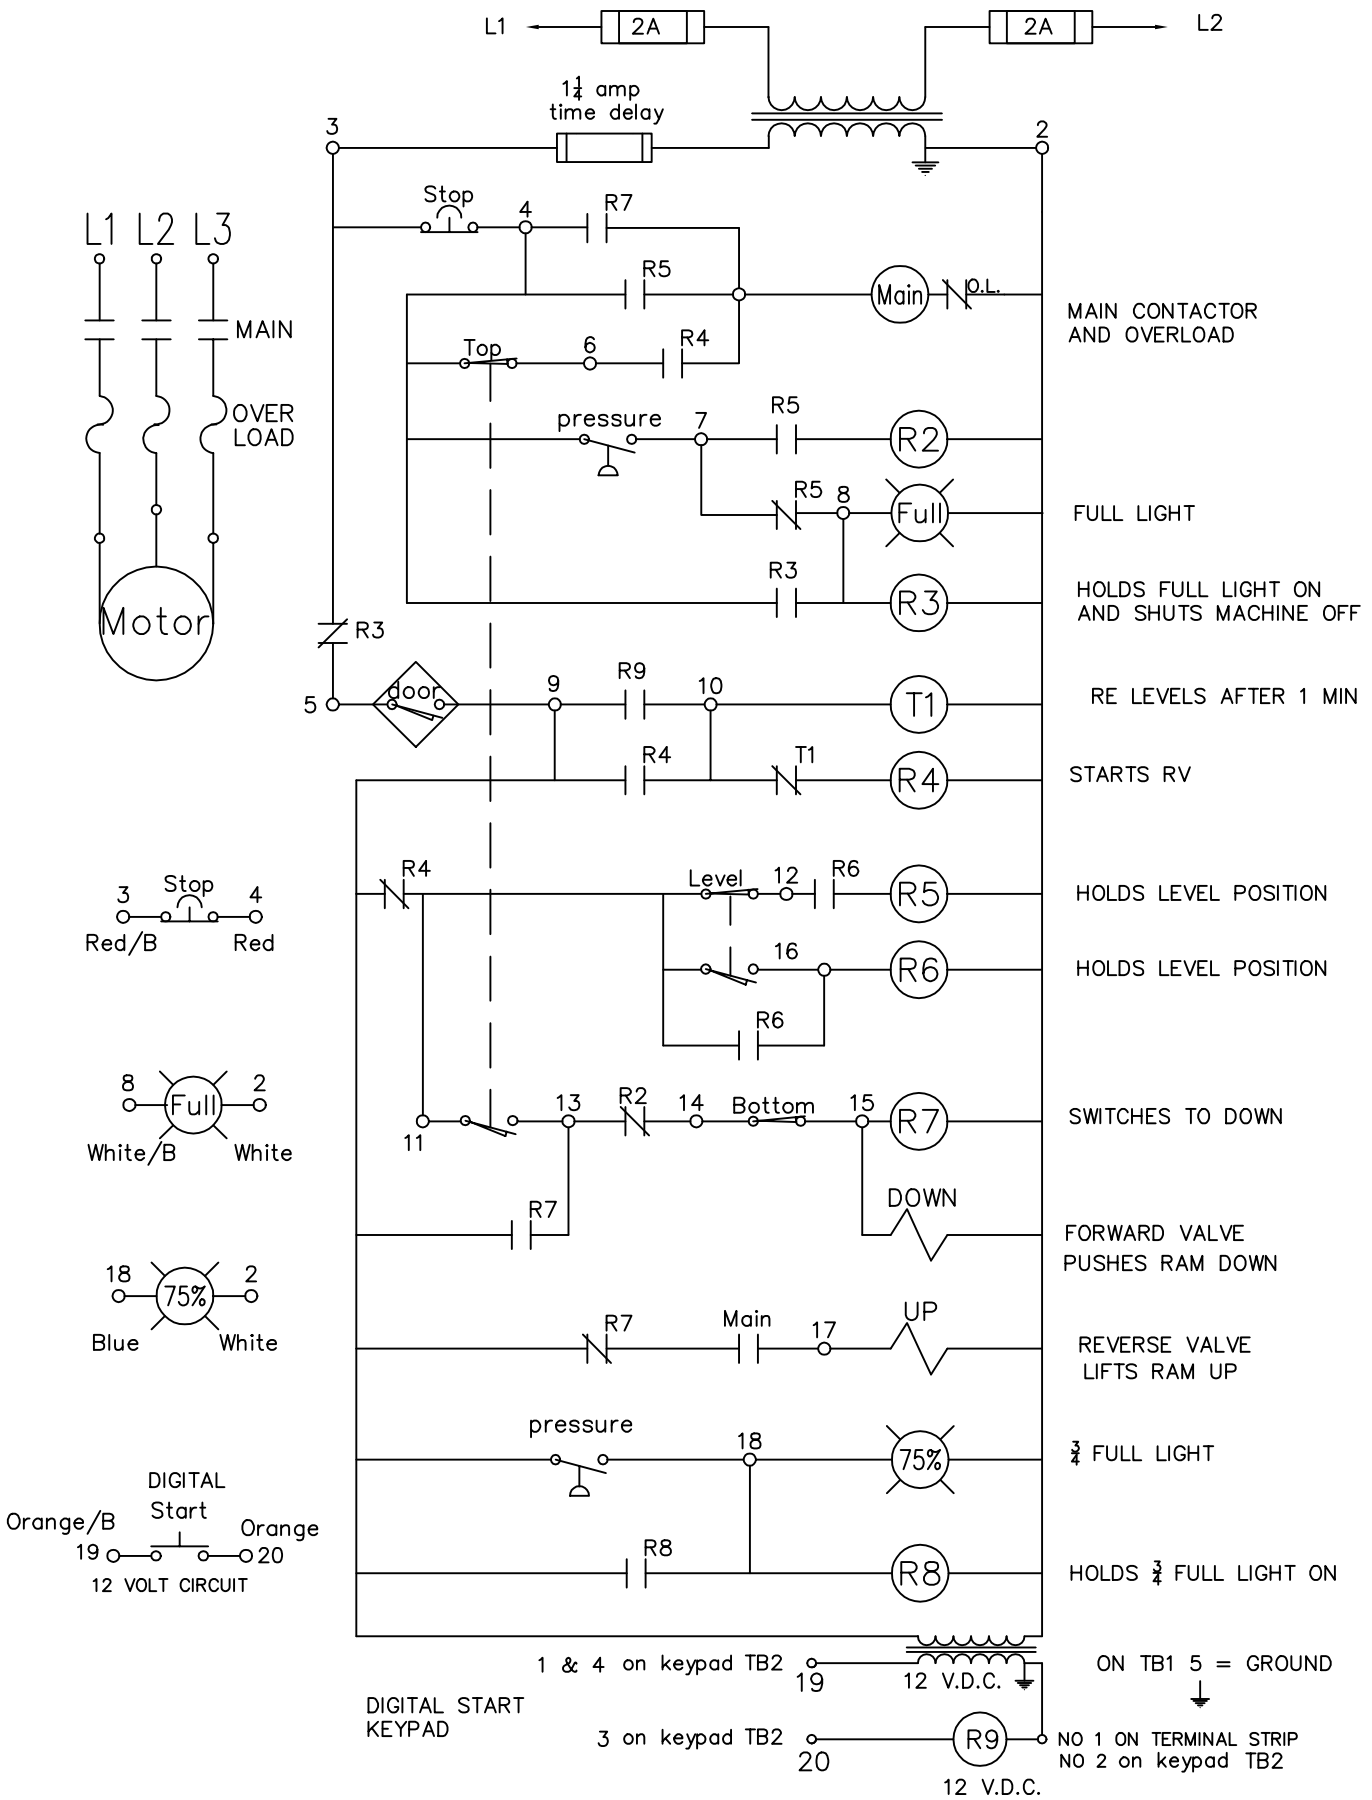 L1
2A
2A
L2
1 1/4 amp
time delay
3
2
Stop
4
R7
L1 L2 L3
R5
Main
O.L.
MAIN CONTACTOR
AND OVERLOAD
MAIN
Top
6
R4
OVER
LOAD
pressure
7
R5
R2
R5
8
Full
FULL LIGHT
R3
R3
HOLDS FULL LIGHT ON
AND SHUTS MACHINE OFF
Motor
R3
5
door
9
R9
10
T1
RE LEVELS AFTER 1 MIN
R4
T1
R4
STARTS RV
R4
Level
12
R6
R5
HOLDS LEVEL POSITION
3
Stop
4
Red/B
Red
16
R6
HOLDS LEVEL POSITION
R6
8
Full
2
White/B
White
11
13
R2
14
Bottom
15
R7
SWITCHES TO DOWN
R7
DOWN
FORWARD VALVE
PUSHES RAM DOWN
18
75%
2
Blue
White
R7
Main
17
UP
REVERSE VALVE
LIFTS RAM UP
pressure
18
75%
3/4 FULL LIGHT
DIGITAL
Start
Orange/B
Orange
19
20
12 VOLT CIRCUIT
R8
R8
HOLDS 3/4 FULL LIGHT ON
1 & 4 on keypad TB2
19
12 V.D.C.
ON TB1 5 = GROUND
DIGITAL START
KEYPAD
3 on keypad TB2
20
R9
12 V.D.C.
NO 1 ON TERMINAL STRIP
NO 2 on keypad TB2